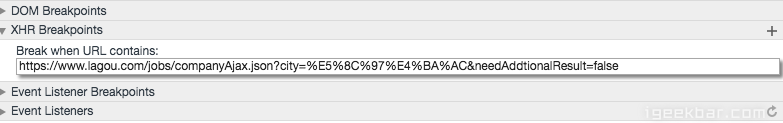 DOM Breakpoints
XHR Breakpoints
Break when URL contains:
https://www.lagou.com/jobs/companyAjax.json?city=%E5%8C%97%E4%BA%AC&needAddtionalResult=false
Event Listener Breakpoints
Event Listeners
igeekbar.com